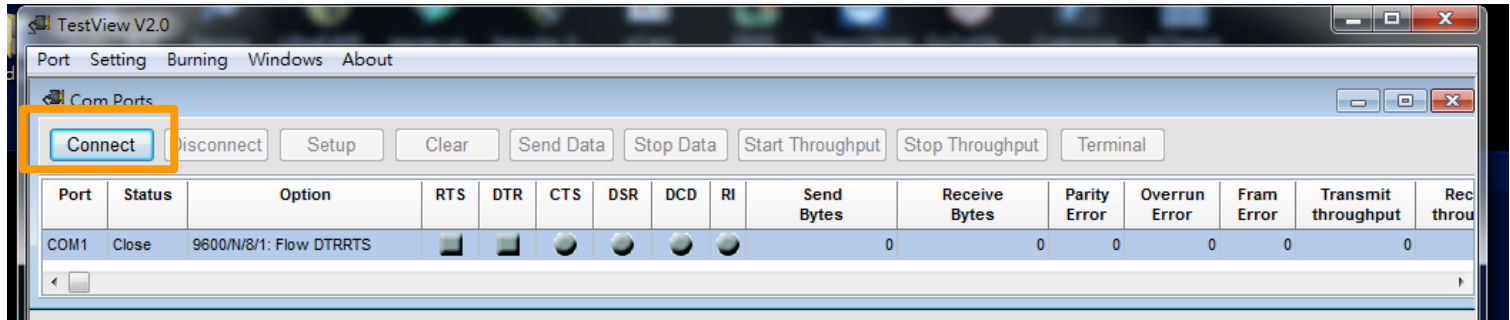 TestView V2.0
Port Setting Burning Windows About
Com Ports
Connect Disconnect Setup Clear Send Data Stop Data Start Throughput Stop Throughput Terminal
Port Status Option RTS DTR CTS DSR DCD RI Send Bytes Receive Bytes Parity Error Overrun Error Fram Error Transmit throughput Rec throu
COM1 Close 9600/N/8/1: Flow DTRRTS 0 0 0 0 0 0